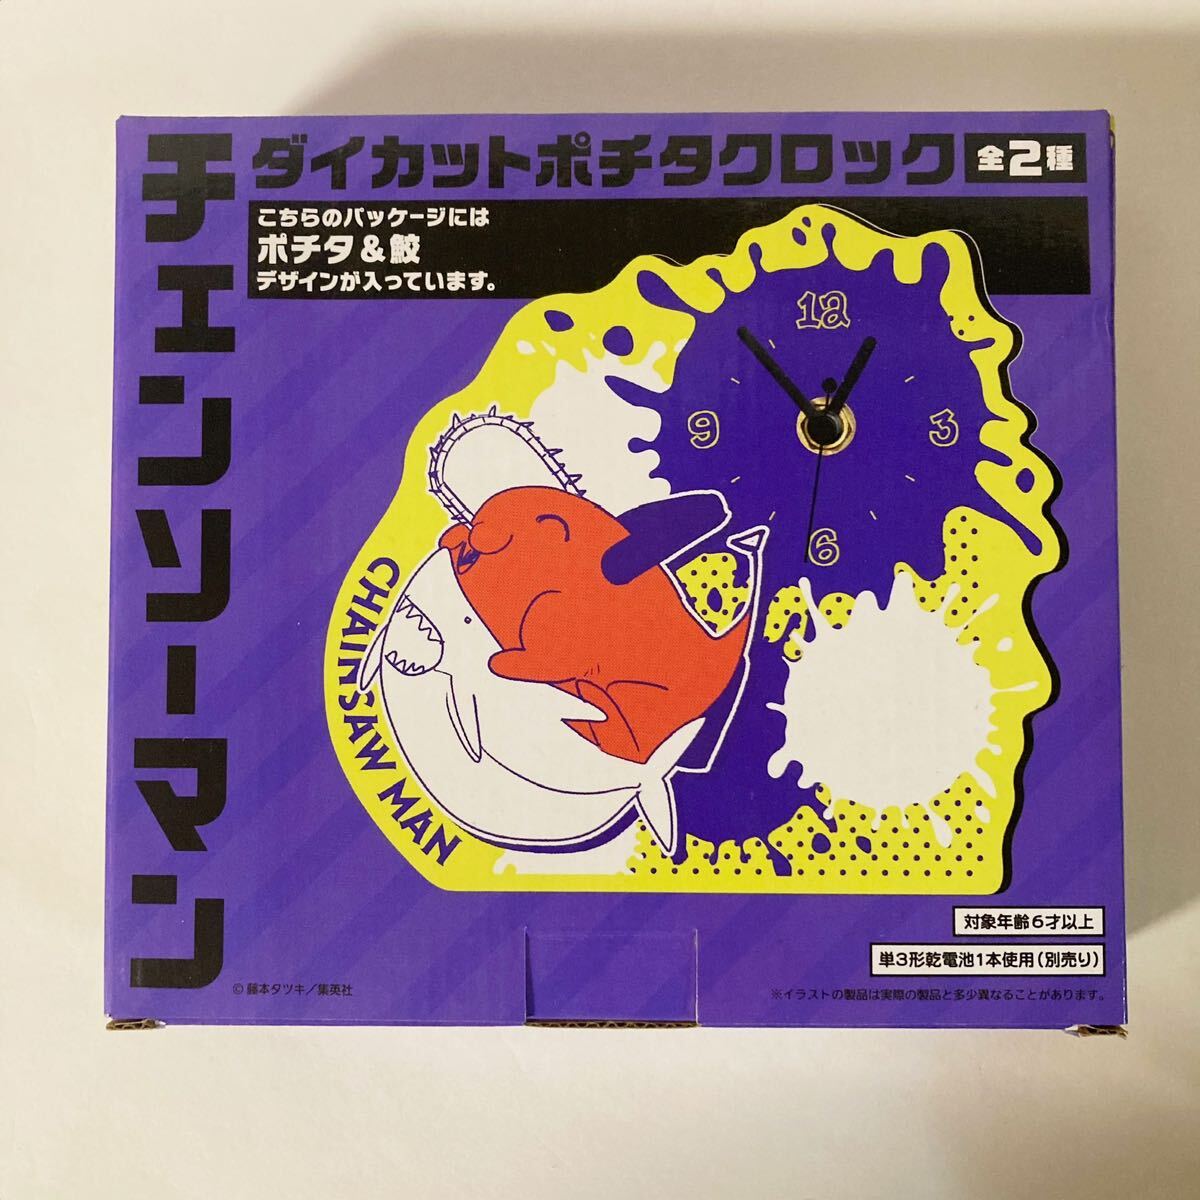 チェンソーマン
ダイカットポチタクロック
全2種
こちらのパッケージには
ポチタ&鮫
デザインが入っています。
12
9
3
6
CHAINSAW MAN
対象年齢6才以上
単3形乾電池1本使用(別売り)
©藤本タツキ/集英社
※イラストの製品は実際の製品と多少異なることがあります。